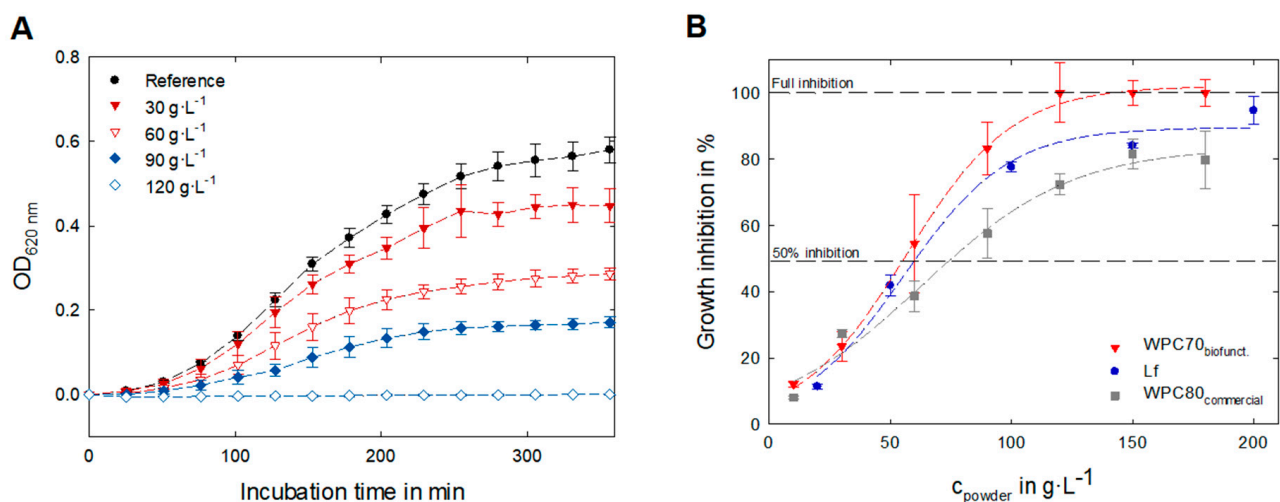 A
0.8
0.6
0.4
0.2
0.0
OD620 nm
Reference
30 g·L-1
60 g·L-1
90 g·L-1
120 g·L-1
0 100 200 300
Incubation time in min
B
100
80
60
40
20
0
Growth inhibition in %
Full inhibition
50% inhibition
WPC70biofunct.
Lf
WPC80commercial
0 50 100 150 200
cpowder in g·L-1